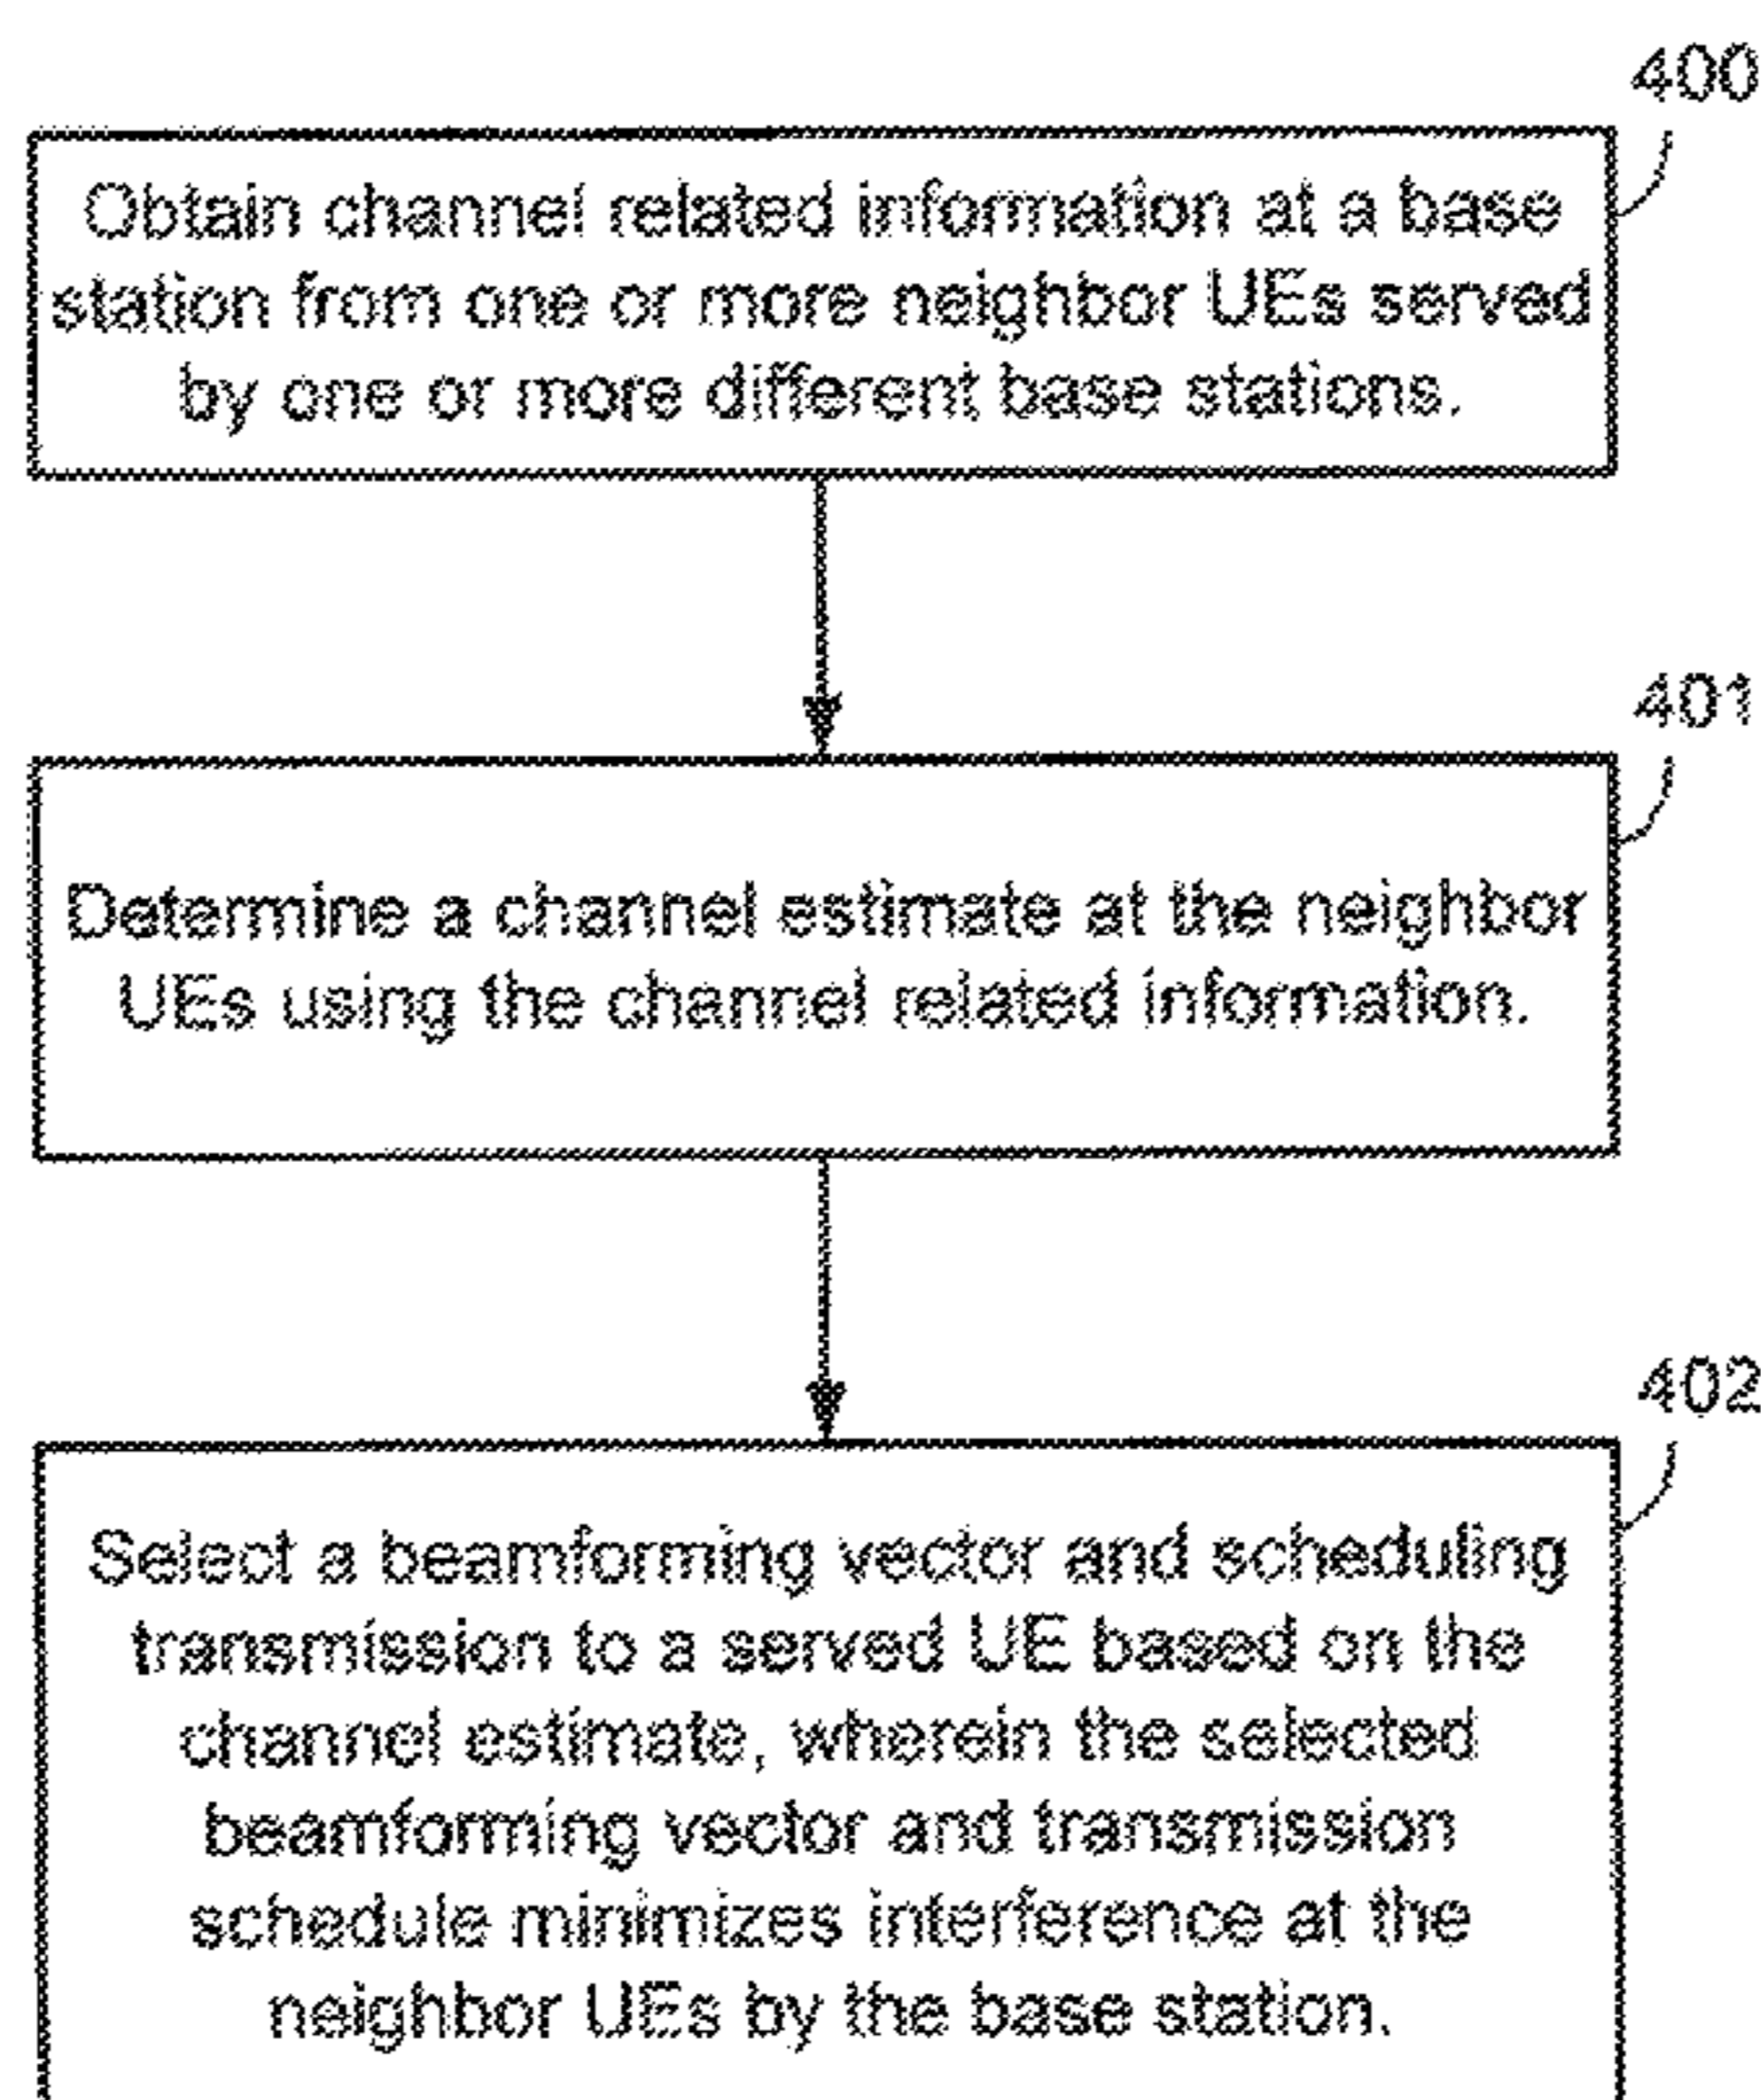 400
Obtain channel related information at a base
station from one or more neighbor UEs served
by one or more different base stations.
401
Determine a channel estimate at the neighbor
UEs using the channel related information.
402
Select a beamforming vector and scheduling
transmission to a served UE based on the
channel estimate, wherein the selected
beamforming vector and transmission
schedule minimizes interference at the
neighbor UEs by the base station.